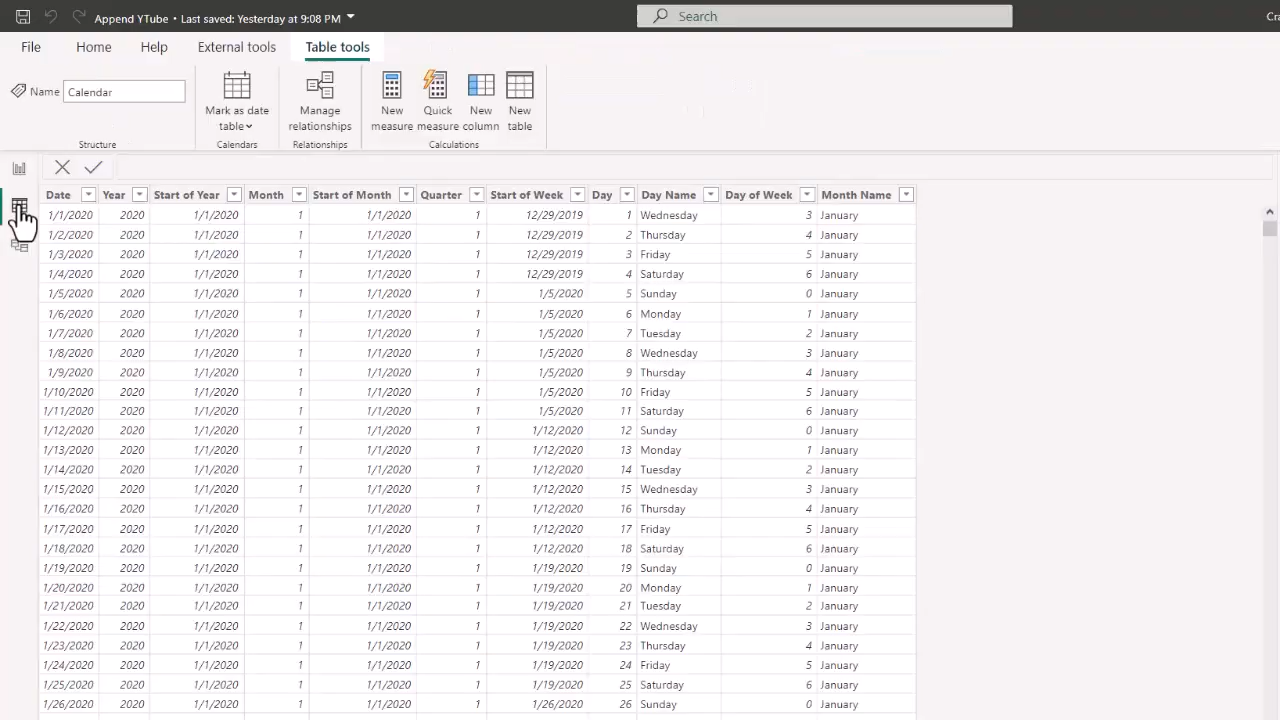 Append YTube • Last saved: Yesterday at 9:08 PM
Search
Cra
File Home Help External tools Table tools
Name Calendar
Mark as date table
Manage relationships
New measure
Quick measure
New column
New table
Structure Calendars Relationships Calculations
Date Year Start of Year Month Start of Month Quarter Start of Week Day Day Name Day of Week Month Name
1/1/2020 2020 1/1/2020 1 1/1/2020 1 12/29/2019 1 Wednesday 3 January
1/2/2020 2020 1/1/2020 1 1/1/2020 1 12/29/2019 2 Thursday 4 January
1/3/2020 2020 1/1/2020 1 1/1/2020 1 12/29/2019 3 Friday 5 January
1/4/2020 2020 1/1/2020 1 1/1/2020 1 12/29/2019 4 Saturday 6 January
1/5/2020 2020 1/1/2020 1 1/1/2020 1 1/5/2020 5 Sunday 0 January
1/6/2020 2020 1/1/2020 1 1/1/2020 1 1/5/2020 6 Monday 1 January
1/7/2020 2020 1/1/2020 1 1/1/2020 1 1/5/2020 7 Tuesday 2 January
1/8/2020 2020 1/1/2020 1 1/1/2020 1 1/5/2020 8 Wednesday 3 January
1/9/2020 2020 1/1/2020 1 1/1/2020 1 1/5/2020 9 Thursday 4 January
1/10/2020 2020 1/1/2020 1 1/1/2020 1 1/5/2020 10 Friday 5 January
1/11/2020 2020 1/1/2020 1 1/1/2020 1 1/5/2020 11 Saturday 6 January
1/12/2020 2020 1/1/2020 1 1/1/2020 1 1/12/2020 12 Sunday 0 January
1/13/2020 2020 1/1/2020 1 1/1/2020 1 1/12/2020 13 Monday 1 January
1/14/2020 2020 1/1/2020 1 1/1/2020 1 1/12/2020 14 Tuesday 2 January
1/15/2020 2020 1/1/2020 1 1/1/2020 1 1/12/2020 15 Wednesday 3 January
1/16/2020 2020 1/1/2020 1 1/1/2020 1 1/12/2020 16 Thursday 4 January
1/17/2020 2020 1/1/2020 1 1/1/2020 1 1/12/2020 17 Friday 5 January
1/18/2020 2020 1/1/2020 1 1/1/2020 1 1/12/2020 18 Saturday 6 January
1/19/2020 2020 1/1/2020 1 1/1/2020 1 1/19/2020 19 Sunday 0 January
1/20/2020 2020 1/1/2020 1 1/1/2020 1 1/19/2020 20 Monday 1 January
1/21/2020 2020 1/1/2020 1 1/1/2020 1 1/19/2020 21 Tuesday 2 January
1/22/2020 2020 1/1/2020 1 1/1/2020 1 1/19/2020 22 Wednesday 3 January
1/23/2020 2020 1/1/2020 1 1/1/2020 1 1/19/2020 23 Thursday 4 January
1/24/2020 2020 1/1/2020 1 1/1/2020 1 1/19/2020 24 Friday 5 January
1/25/2020 2020 1/1/2020 1 1/1/2020 1 1/19/2020 25 Saturday 6 January
1/26/2020 2020 1/1/2020 1 1/1/2020 1 1/26/2020 26 Sunday 0 January